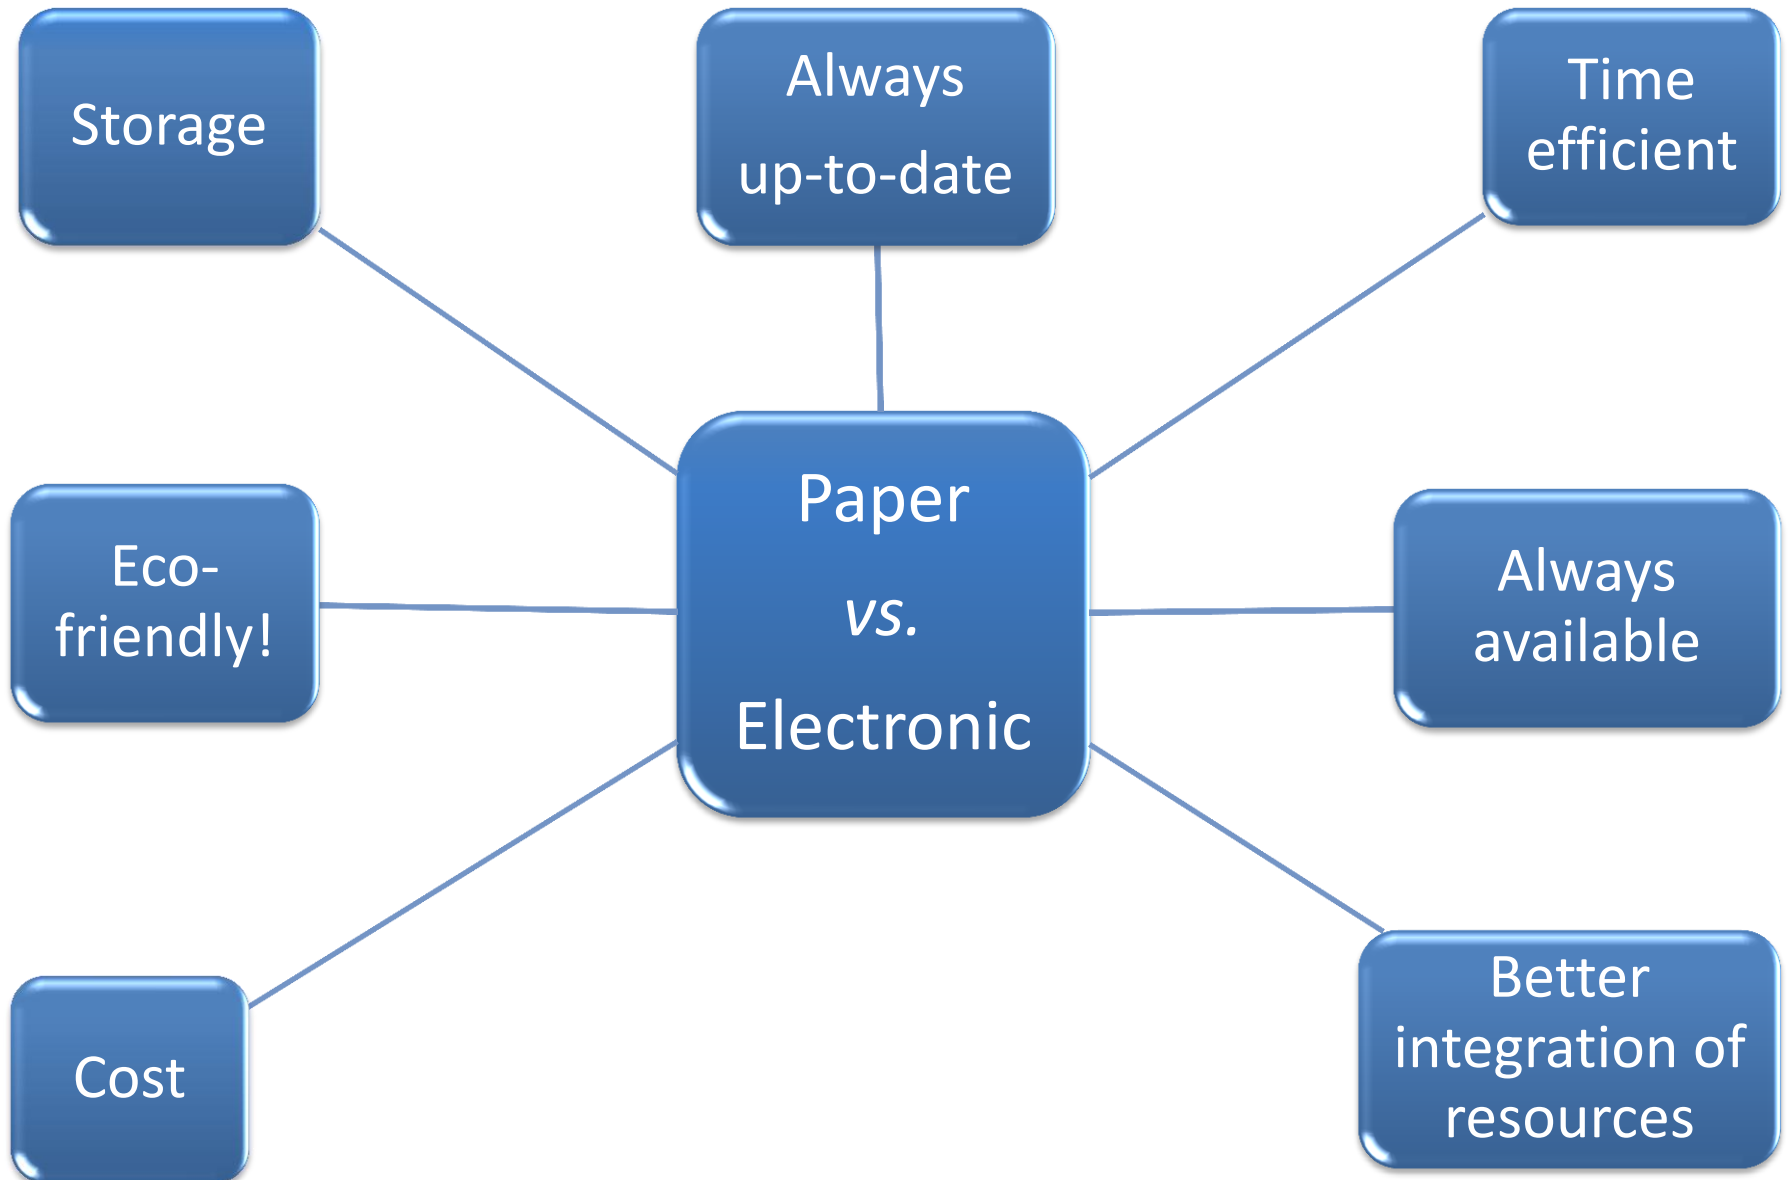 Storage
Always
up-to-date
Time
efficient
Eco-
friendly!
Paper
vs.
Electronic
Always
available
Cost
Better
integration of
resources